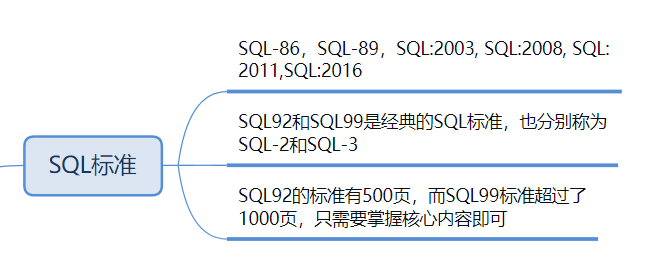 SQL-86，SQL-89，SQL:2003, SQL:2008, SQL:
2011,SQL:2016
SQL92和SQL99是经典的SQL标准，也分别称为
SQL-2和SQL-3
SQL标准
SQL92的标准有500页，而SQL99标准超过了
1000页，只需要掌握核心内容即可